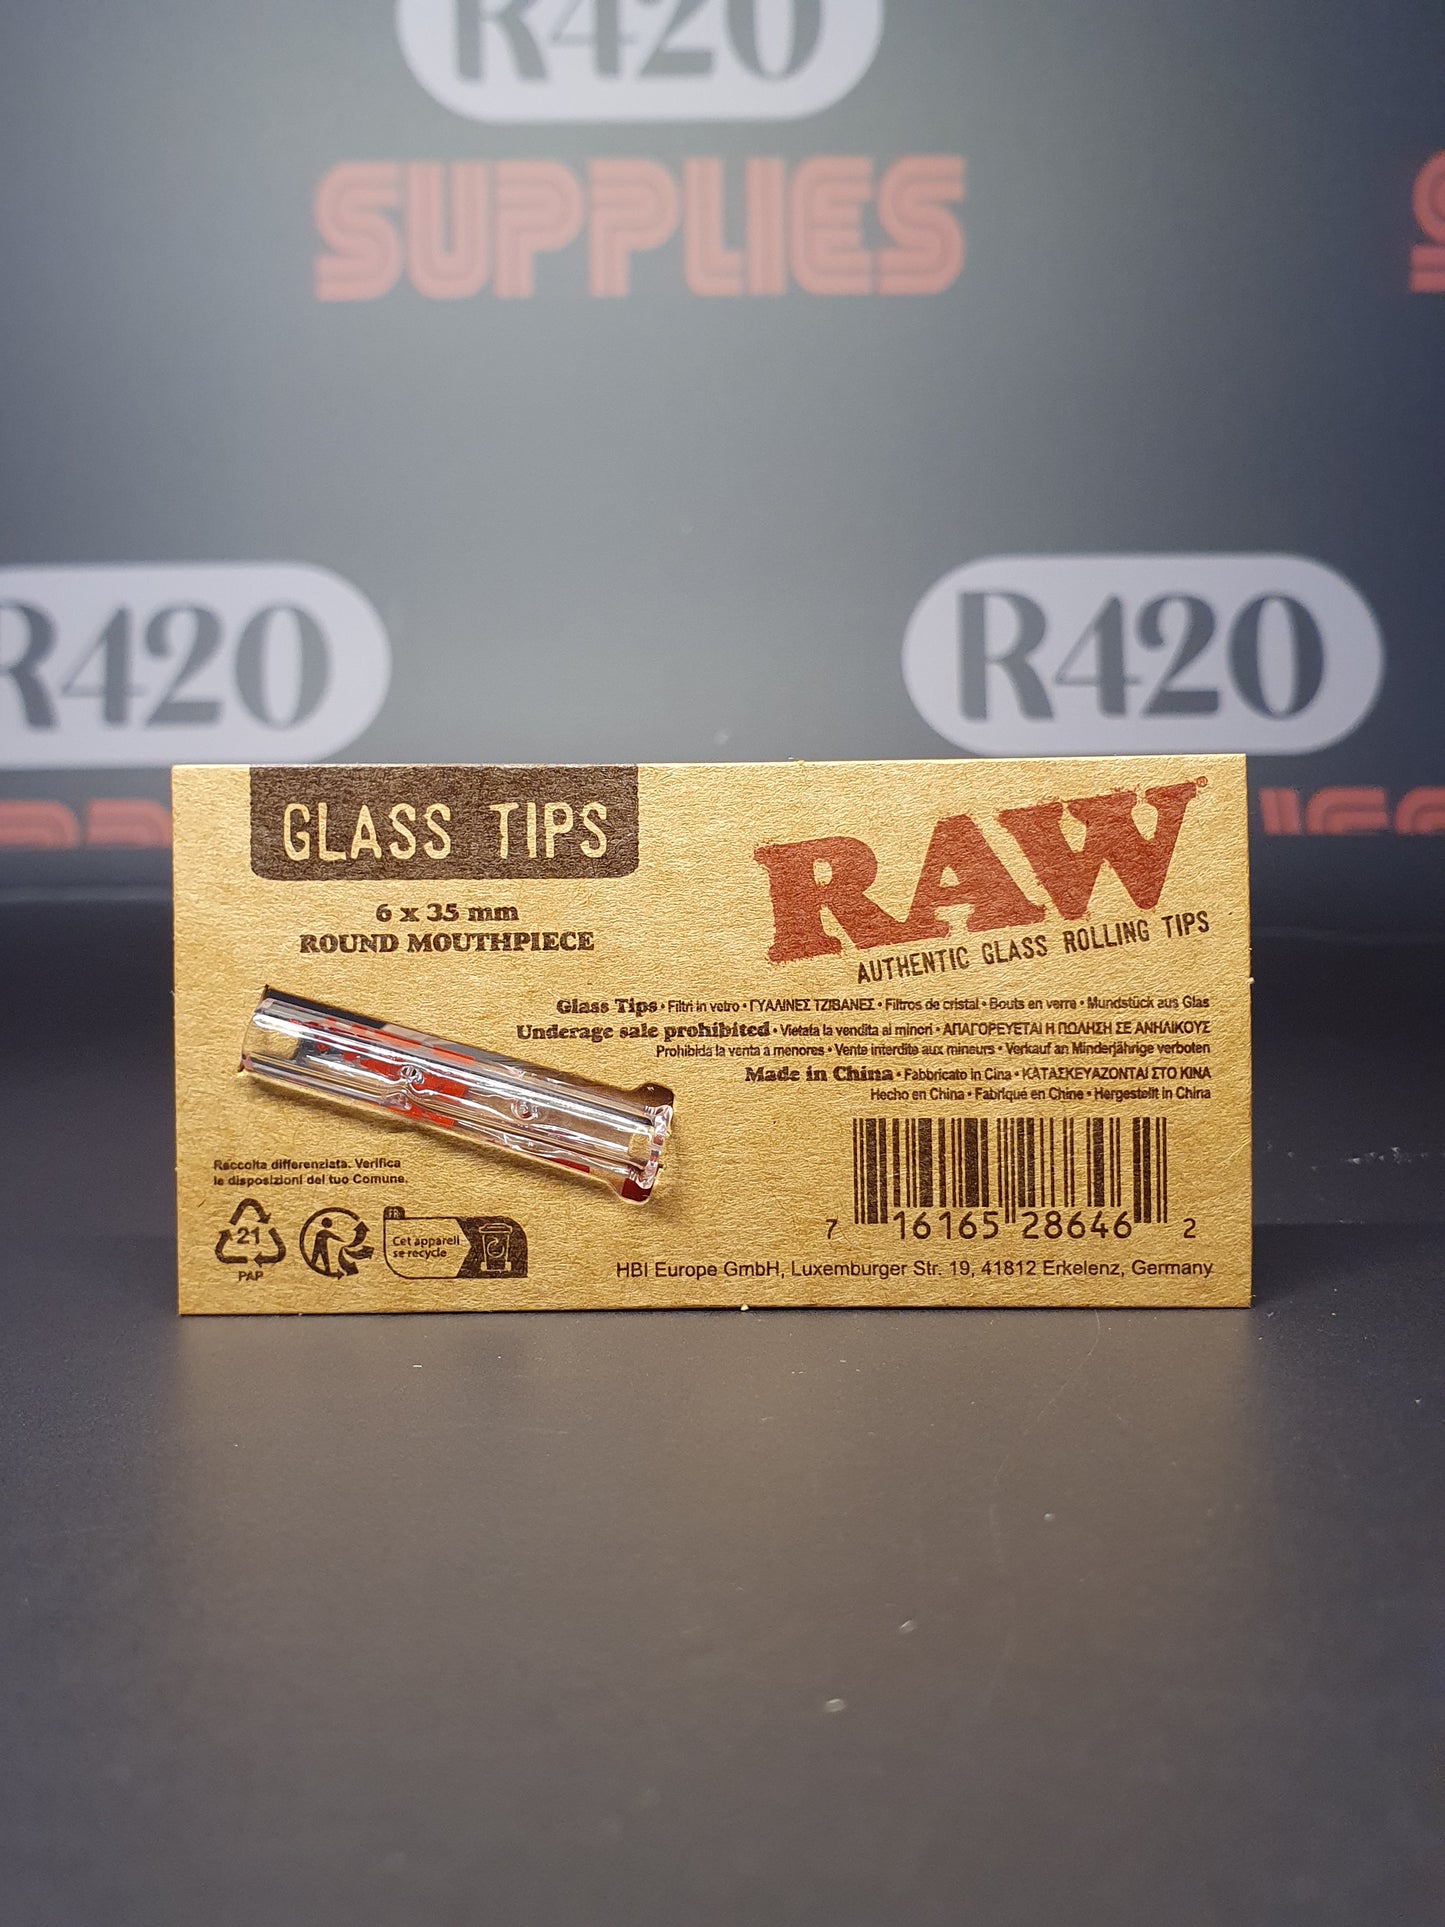 R420
SUPPLIES
R420
R420
GLASS TIPS
6 x 35 mm
ROUND MOUTHPIECE
RAW®
AUTHENTIC GLASS ROLLING TIPS
Glass Tips • Filtri in vetro • ΓΥΑΛΙΝΕΣ ΤΖΙΒΑΝΕΣ • Filtros de cristal • Bouts en verre • Mundstück aus Glas
Underage sale prohibited • Vietata la vendita ai minori • ΑΠΑΓΟΡΕΥΕΤΑΙ Η ΠΩΛΗΣΗ ΣΕ ΑΝΗΛΙΚΟΥΣ
Prohibida la venta a menores • Vente interdite aux mineurs • Verkauf an Minderjährige verboten
Made in China • Fabbricato in Cina • ΚΑΤΑΣΚΕΥΑΖΟΝΤΑΙ ΣΤΟ ΚΙΝΑ
Hecho en China • Fabriqué en Chine • Hergestellt in China
Raccolta differenziata. Verifica
le disposizioni del tuo Comune.
21
PAP
FR
Cet appareil
se recycle
7 16165 28646 2
HBI Europe GmbH, Luxemburger Str. 19, 41812 Erkelenz, Germany